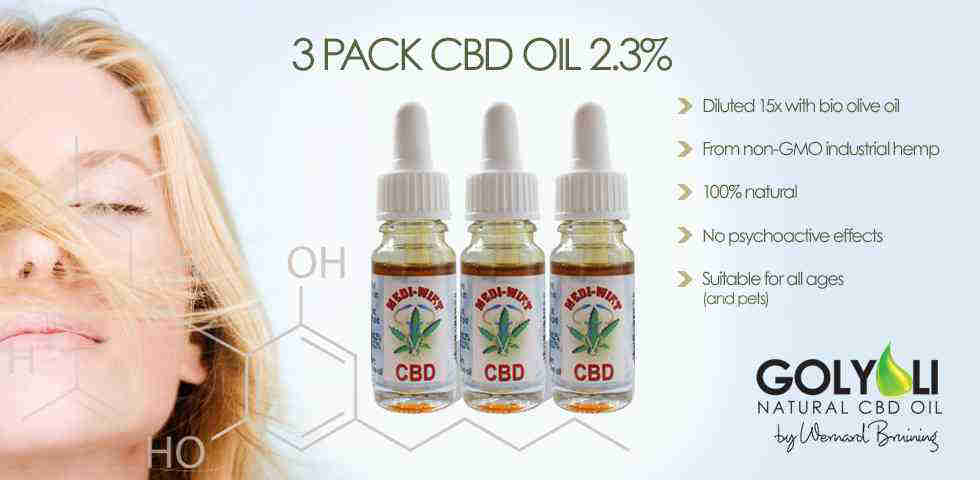 3 PACK CBD OIL 2.3%
Diluted 15x with bio olive oil
From non-GMO industrial hemp
100% natural
No psychoactive effects
Suitable for all ages
(and pets)
OH
H
HO
MEDI-WIET
CBD
MEDI-WIET
CBD
MEDI-WIET
CBD
GOLYOLI
NATURAL CBD OIL
by Wernard Bruining